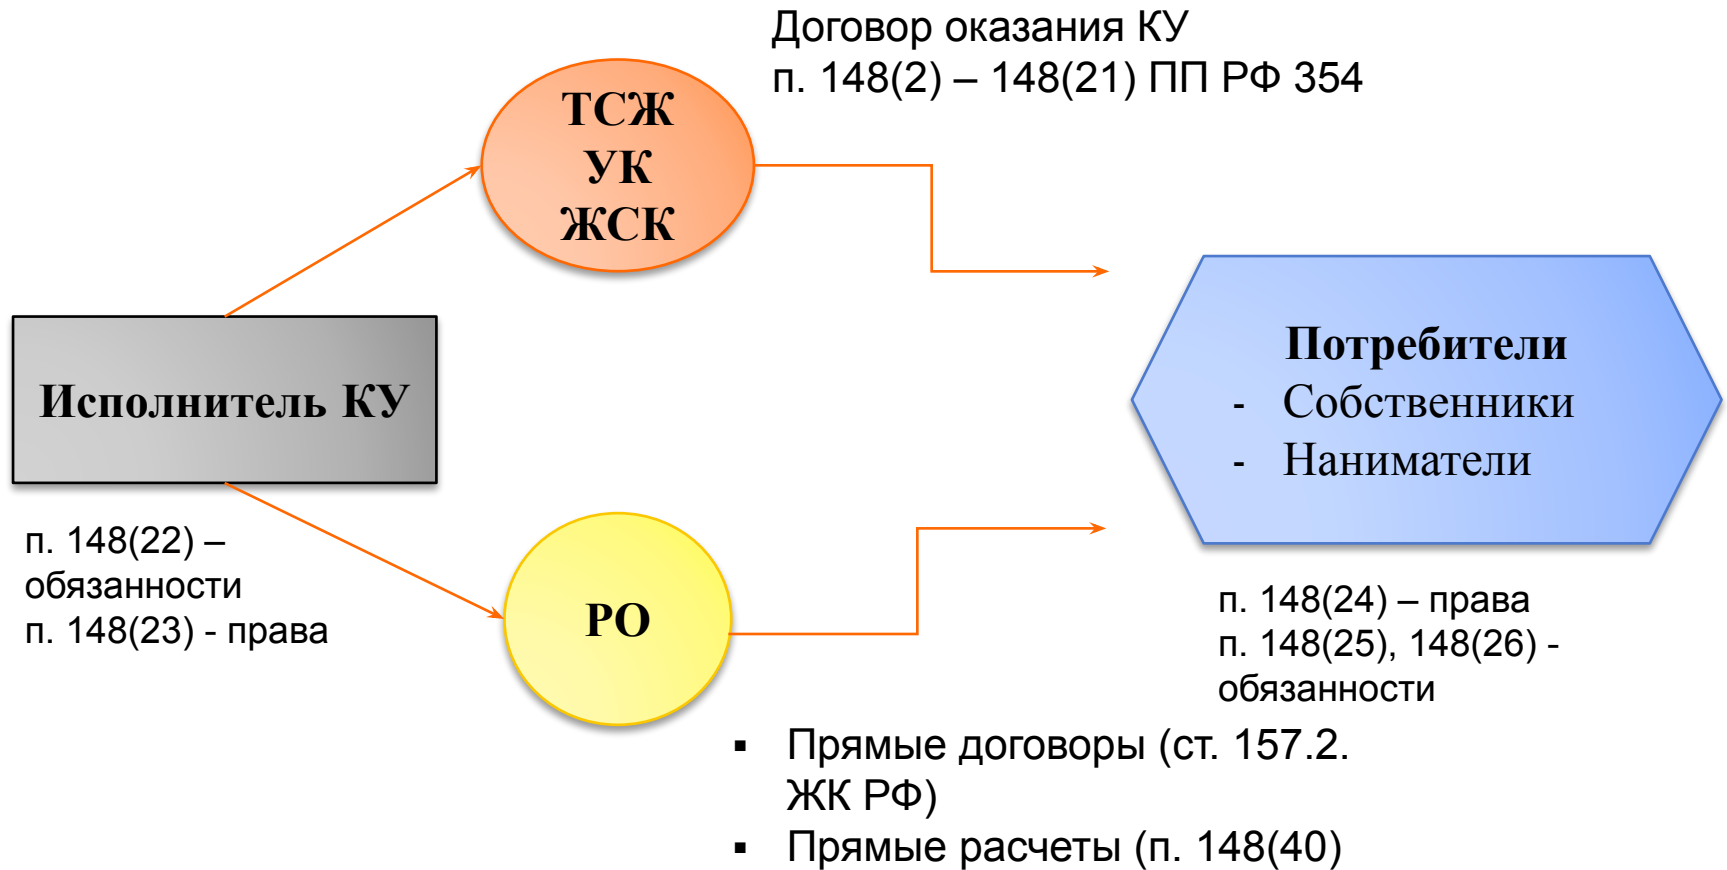 Договор оказания КУ
п. 148(2) – 148(21) ПП РФ 354
ТСЖ
УК
ЖСК
Исполнитель КУ
п. 148(22) –
обязанности
п. 148(23) - права
РО
Потребители
- Собственники
- Наниматели
п. 148(24) – права
п. 148(25), 148(26) -
обязанности
▪ Прямые договоры (ст. 157.2.
ЖК РФ)
▪ Прямые расчеты (п. 148(40)